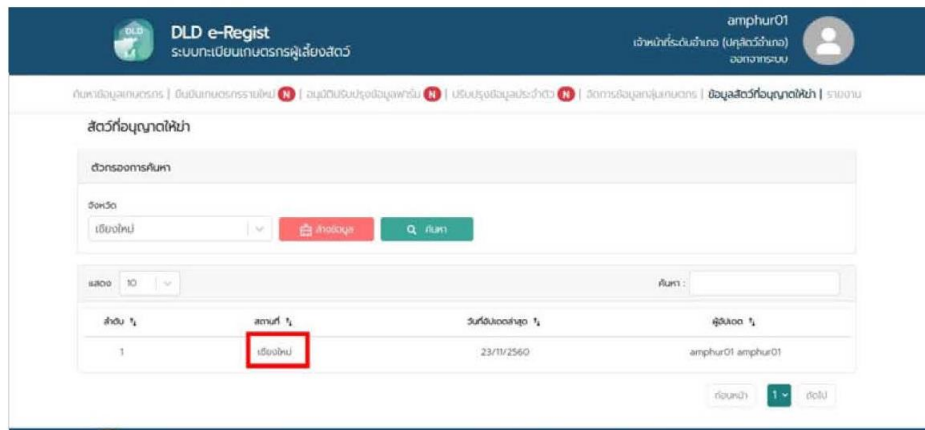 DLD
DLD e-Regist
ระบบทะเบียนเกษตรกรผู้เลี้ยงสัตว์
amphur01
เจ้าหน้าที่ระดับอำเภอ (ปศุสัตว์อำเภอ)
ออกจากระบบ
ค้นหาข้อมูลเกษตรกร | ยืนยันเกษตรกรรายใหม่ N | อนุมัติปรับปรุงข้อมูลฟาร์ม N | ปรับปรุงข้อมูลประจำตัว N | จัดการข้อมูลกลุ่มเกษตกร | ข้อมูลสัตว์ที่อนุญาตให้ฆ่า | รายงาน
สัตว์ที่อนุญาตให้ฆ่า
ตัวกรองการค้นหา
จังหวัด
เชียงใหม่ ล้างข้อมูล ค้นหา
แสดง 10 ค้นหา :
ลำดับ สถานที่ วันที่อัปเดตล่าสุด ผู้อัปเดต
1 เชียงใหม่ 23/11/2560 amphur01 amphur01
ก่อนหน้า 1 ถัดไป